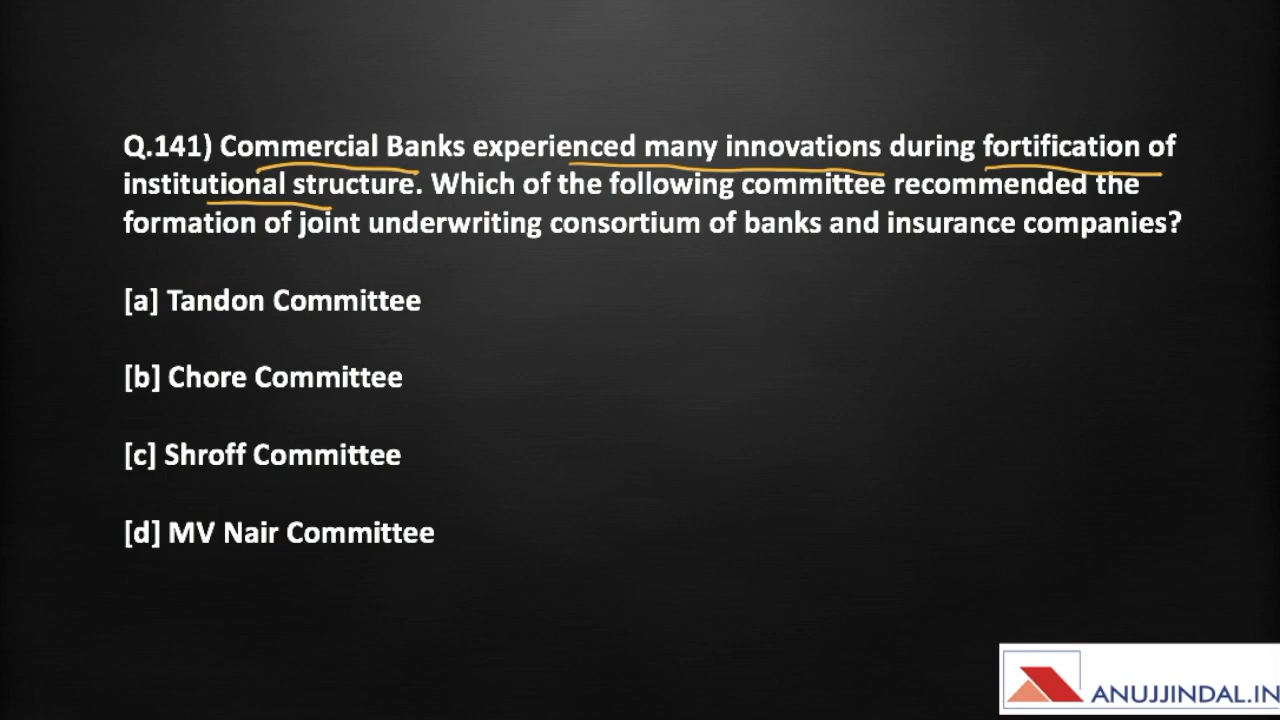 Q.141) Commercial Banks experienced many innovations during fortification of
institutional structure. Which of the following committee recommended the
formation of joint underwriting consortium of banks and insurance companies?
[a] Tandon Committee
[b] Chore Committee
[c] Shroff Committee
[d] MV Nair Committee
ANUJJINDAL.IN